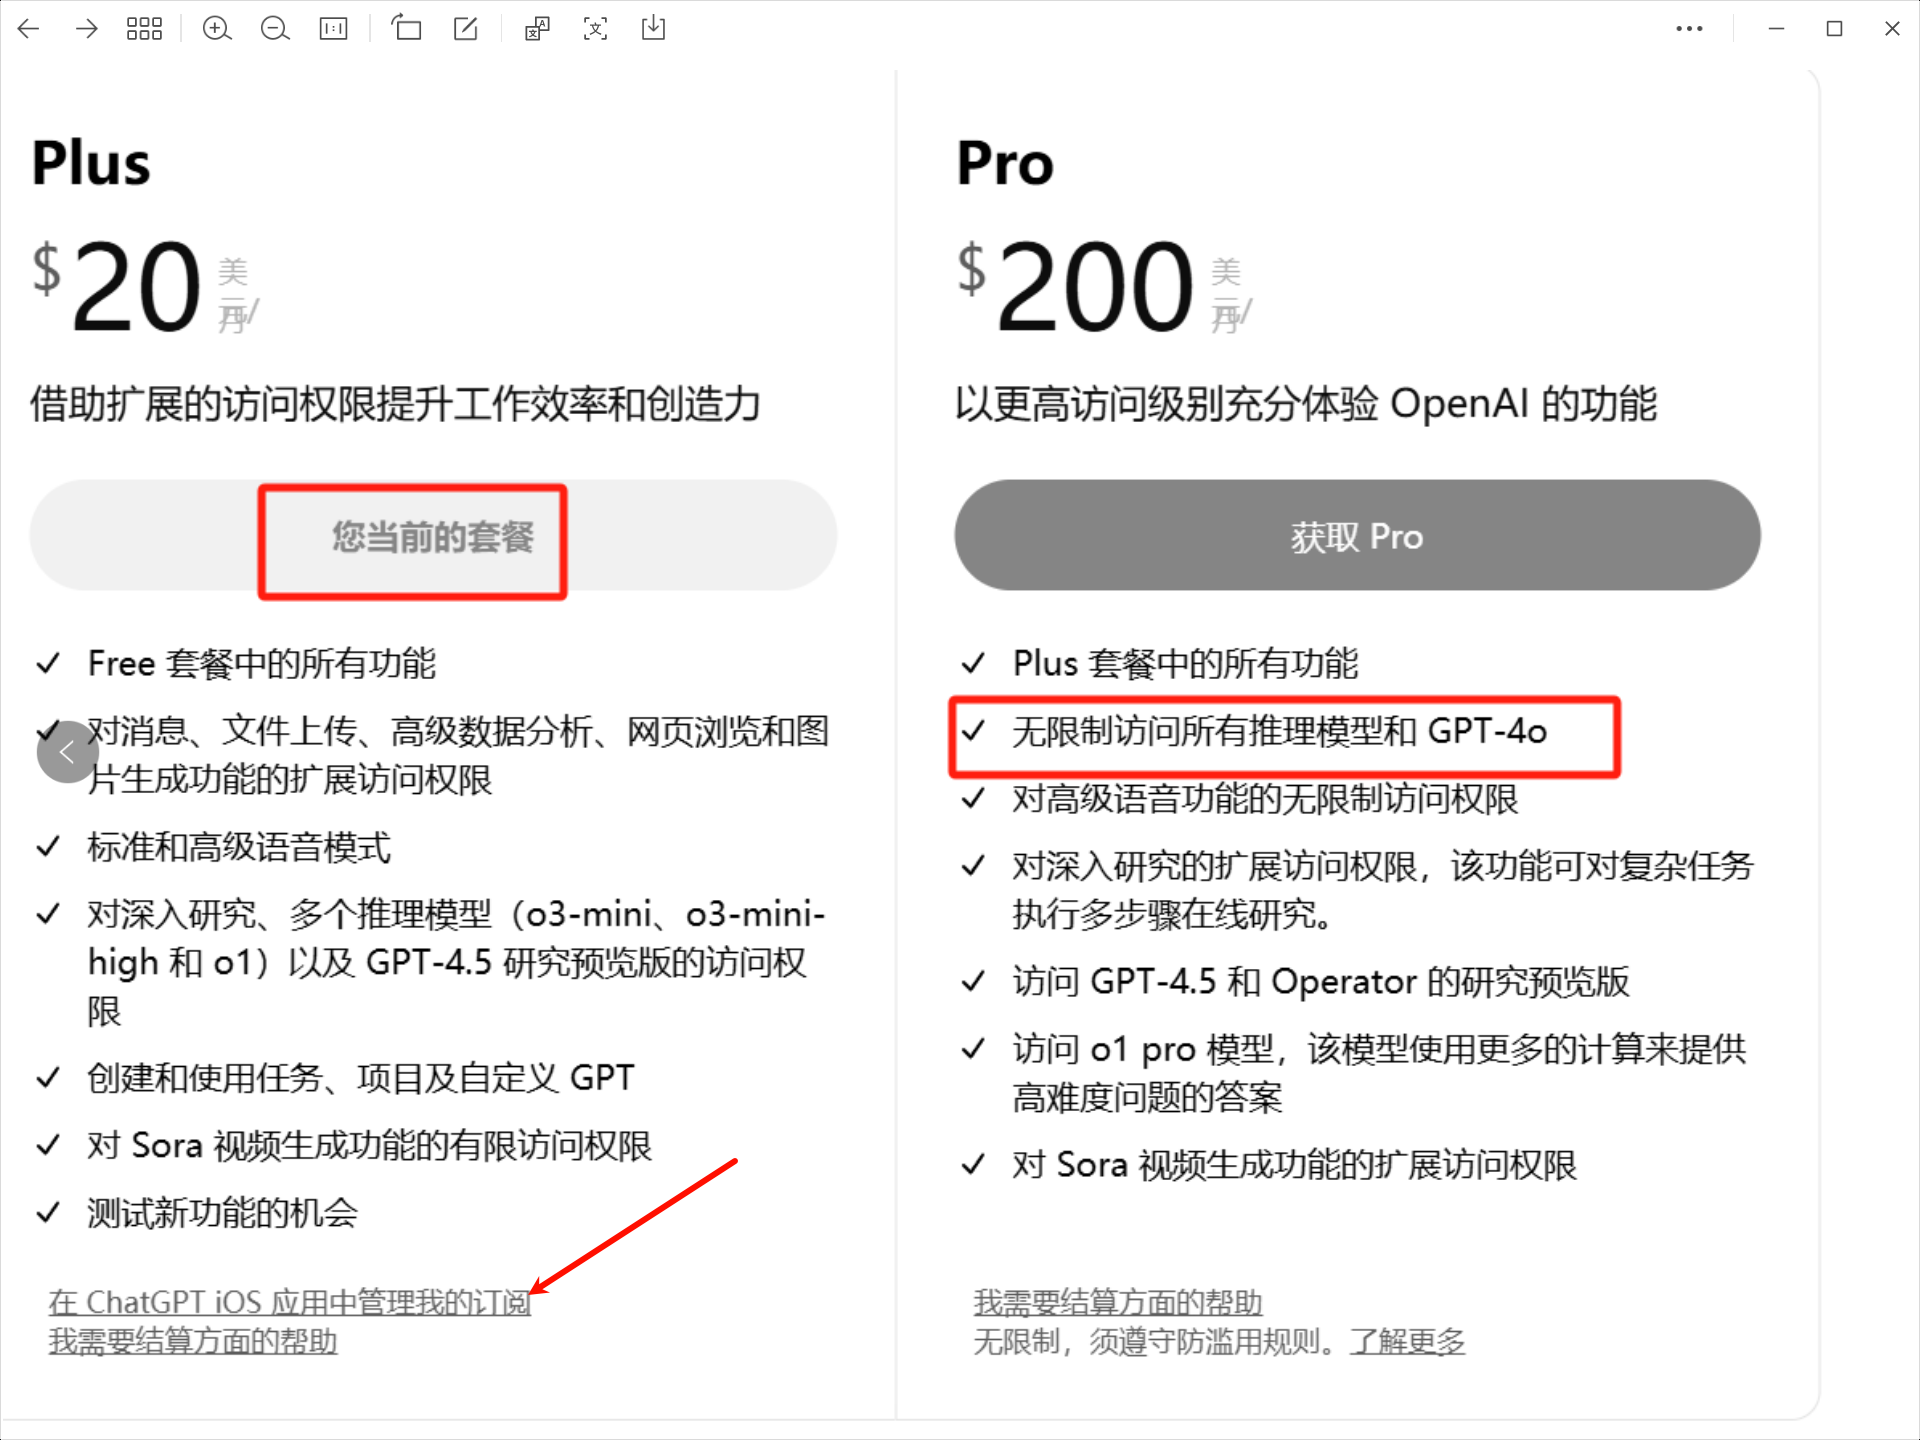 Plus
$20 美元/月
借助扩展的访问权限提升工作效率和创造力
您当前的套餐
Free 套餐中的所有功能
对消息、文件上传、高级数据分析、网页浏览和图
片生成功能的扩展访问权限
标准和高级语音模式
对深入研究、多个推理模型（o3-mini、o3-mini-
high 和 o1）以及 GPT-4.5 研究预览版的访问权
限
创建和使用任务、项目及自定义 GPT
对 Sora 视频生成功能的有限访问权限
测试新功能的机会
在 ChatGPT iOS 应用中管理我的订阅
我需要结算方面的帮助
Pro
$200 美元/月
以更高访问级别充分体验 OpenAI 的功能
获取 Pro
Plus 套餐中的所有功能
无限制访问所有推理模型和 GPT-4o
对高级语音功能的无限制访问权限
对深入研究的扩展访问权限，该功能可对复杂任务
执行多步骤在线研究。
访问 GPT-4.5 和 Operator 的研究预览版
访问 o1 pro 模型，该模型使用更多的计算来提供
高难度问题的答案
对 Sora 视频生成功能的扩展访问权限
我需要结算方面的帮助
无限制，须遵守防滥用规则。了解更多